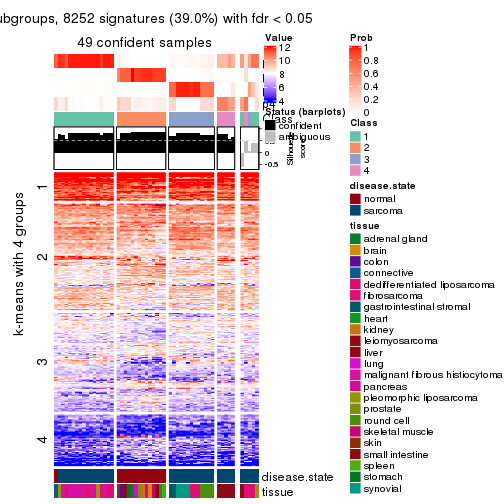 ubgroups, 8252 signatures (39.0%) with fdr < 0.05
49 confident samples
k-means with 4 groups
1
2
3
4
p4
Class
Silhouette
score
0
-0.5
disease.state
tissue
Value
12
10
8
6
4
Status (barplots)
confident
ambiguous
Prob
1
0.8
0.6
0.4
0.2
0
Class
1
2
3
4
disease.state
normal
sarcoma
tissue
adrenal gland
brain
colon
connective
dedifferentiated liposarcoma
fibrosarcoma
gastrointestinal stromal
heart
kidney
leiomyosarcoma
liver
lung
malignant fibrous histiocytoma
pancreas
pleomorphic liposarcoma
prostate
round cell
skeletal muscle
skin
small intestine
spleen
stomach
synovial